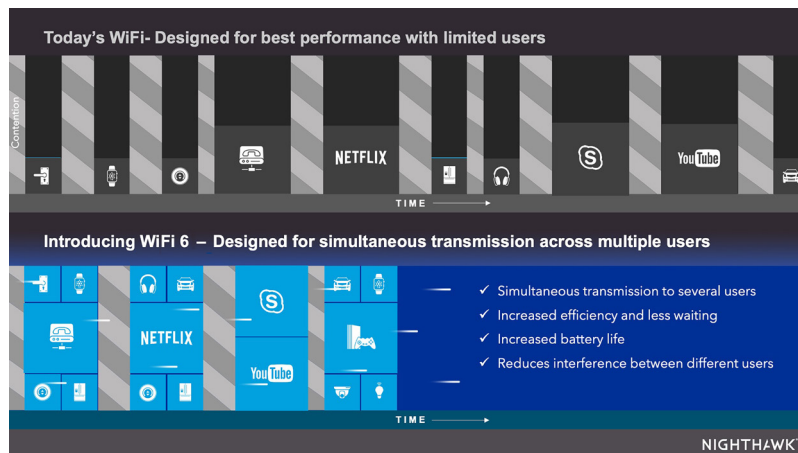 Today's WiFi- Designed for best performance with limited users
Contention
NETFLIX
S
YouTube
TIME
Introducing WiFi 6 – Designed for simultaneous transmission across multiple users
S
NETFLIX
YouTube
✓ Simultaneous transmission to several users
✓ Increased efficiency and less waiting
✓ Increased battery life
✓ Reduces interference between different users
TIME
NIGHTHAWK